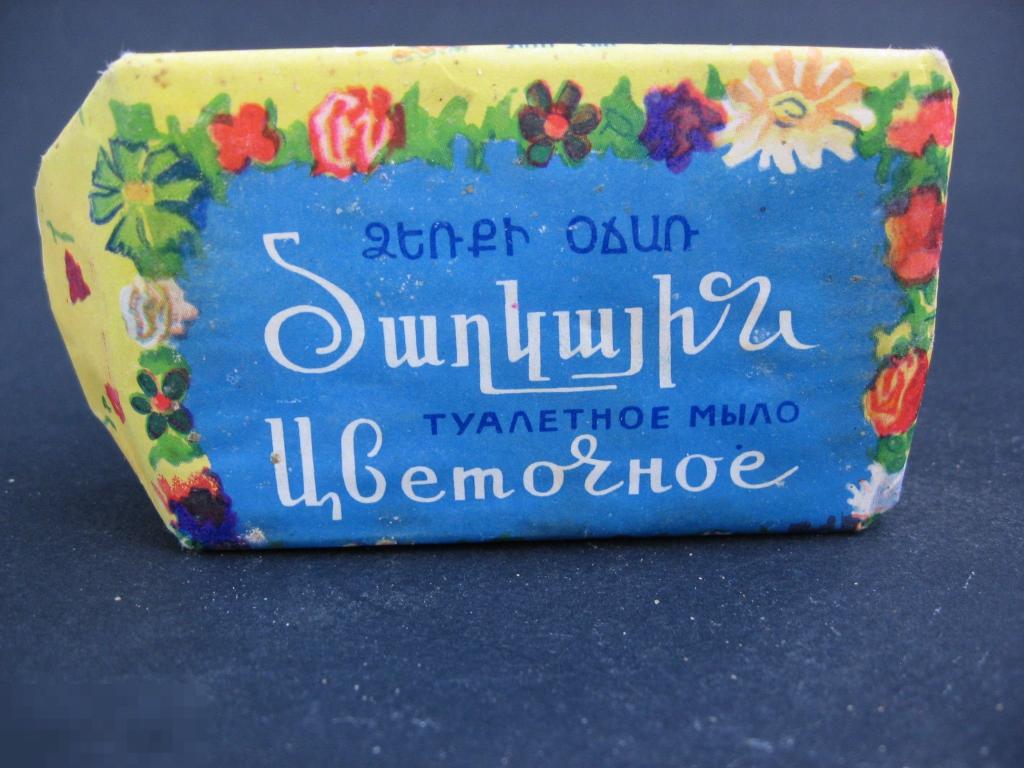 ՁԵՌՔԻ ՕՃԱՌ
Ծաղկային
ТУАЛЕТНОЕ МЫЛО
Цветочное